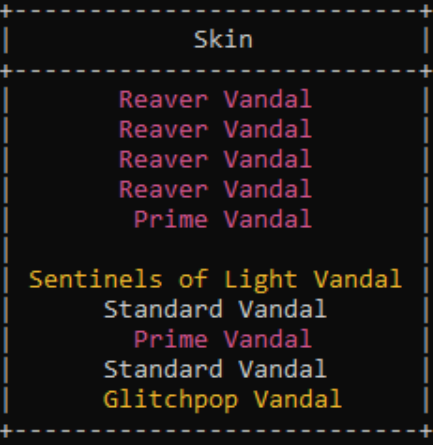 Skin
Reaver Vandal
Reaver Vandal
Reaver Vandal
Reaver Vandal
Prime Vandal
Sentinels of Light Vandal
Standard Vandal
Prime Vandal
Standard Vandal
Glitchpop Vandal